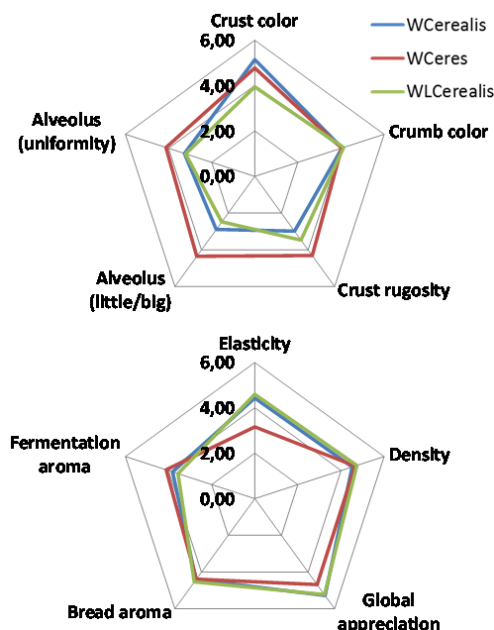 Crust color
6,00
WCerealis
WCeres
4,00
WLCerealis
Alveolus
(uniformity)
2,00
Crumb color
0,00
Alveolus
(little/big)
Crust rugosity
Elasticity
6,00
4,00
Fermentation
aroma
Density
2,00
0,00
Bread aroma
Global
appreciation